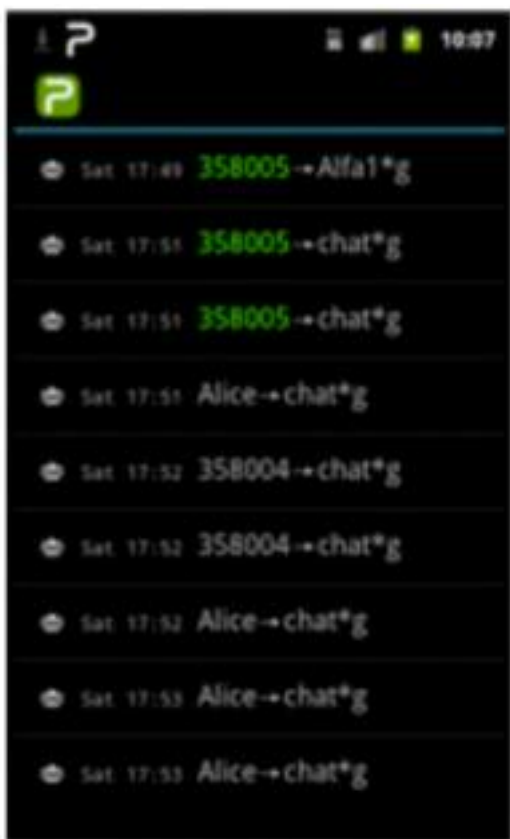 10:07
Sat 17:49 358005→Alfa1*g
Sat 17:51 358005→chat*g
Sat 17:51 358005→chat*g
Sat 17:51 Alice→chat*g
Sat 17:52 358004→chat*g
Sat 17:52 358004→chat*g
Sat 17:52 Alice→chat*g
Sat 17:53 Alice→chat*g
Sat 17:53 Alice→chat*g